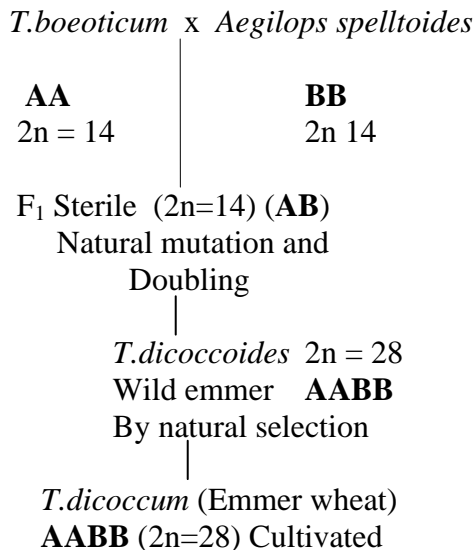 T.boeoticum x Aegilops spelltoides
AA BB
2n = 14 2n 14
F₁ Sterile (2n=14) (AB)
Natural mutation and
Doubling
T.dicoccoides 2n = 28
Wild emmer AABB
By natural selection
T.dicoccum (Emmer wheat)
AABB (2n=28) Cultivated